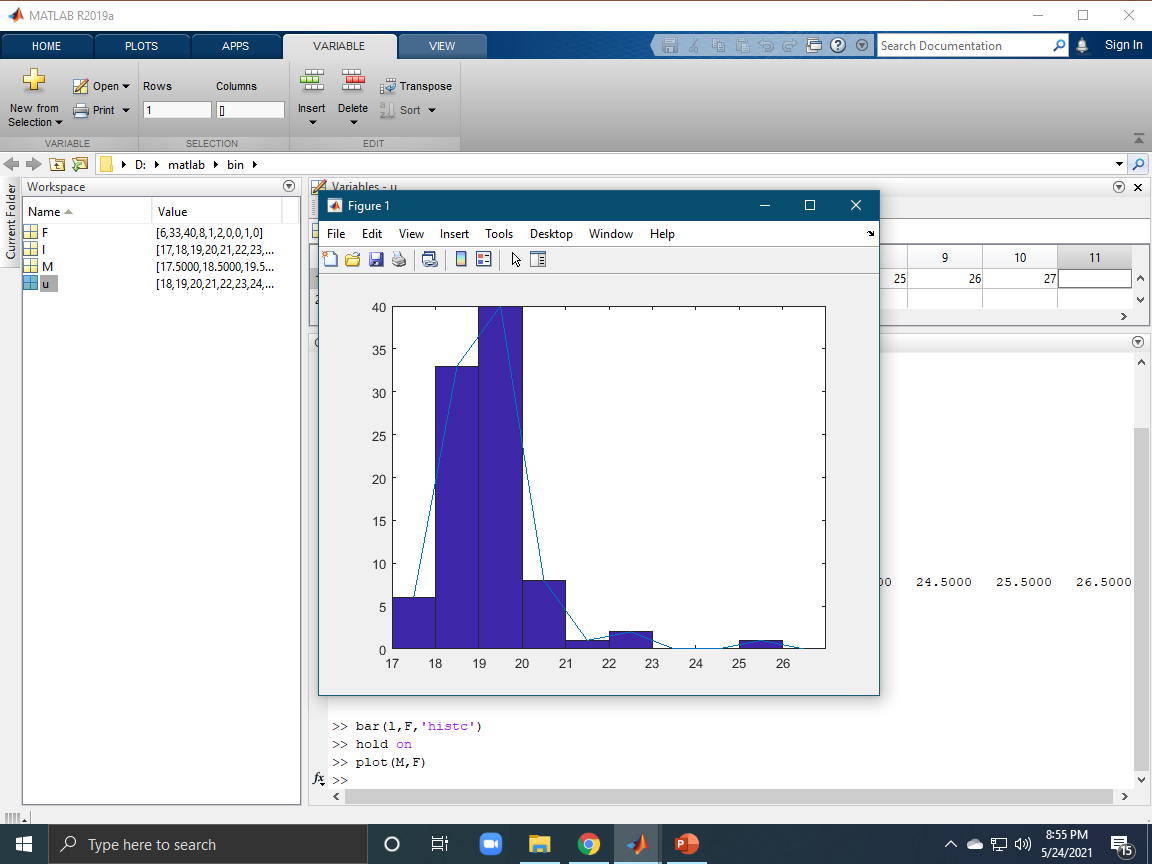 MATLAB R2019a
HOME PLOTS APPS VARIABLE VIEW
Search Documentation
Sign In
New from
Selection
Open
Print
Rows
Columns
1
[]
Insert
Delete
Transpose
Sort
VARIABLE SELECTION EDIT
D: matlab bin
Current Folder
Workspace
Name Value
F [6,33,40,8,1,2,0,0,1,0]
l [17,18,19,20,21,22,23,...
M [17.5000,18.5000,19.5...
u [18,19,20,21,22,23,24,...
Variables - u
9 10 11
25 26 27
Figure 1
File Edit View Insert Tools Desktop Window Help
40
35
30
25
20
15
10
5
0
17 18 19 20 21 22 23 24 25 26
24.5000 25.5000 26.5000
>> bar(l,F,'histc')
>> hold on
>> plot(M,F)
fx >>
Type here to search
8:55 PM
5/24/2021
15